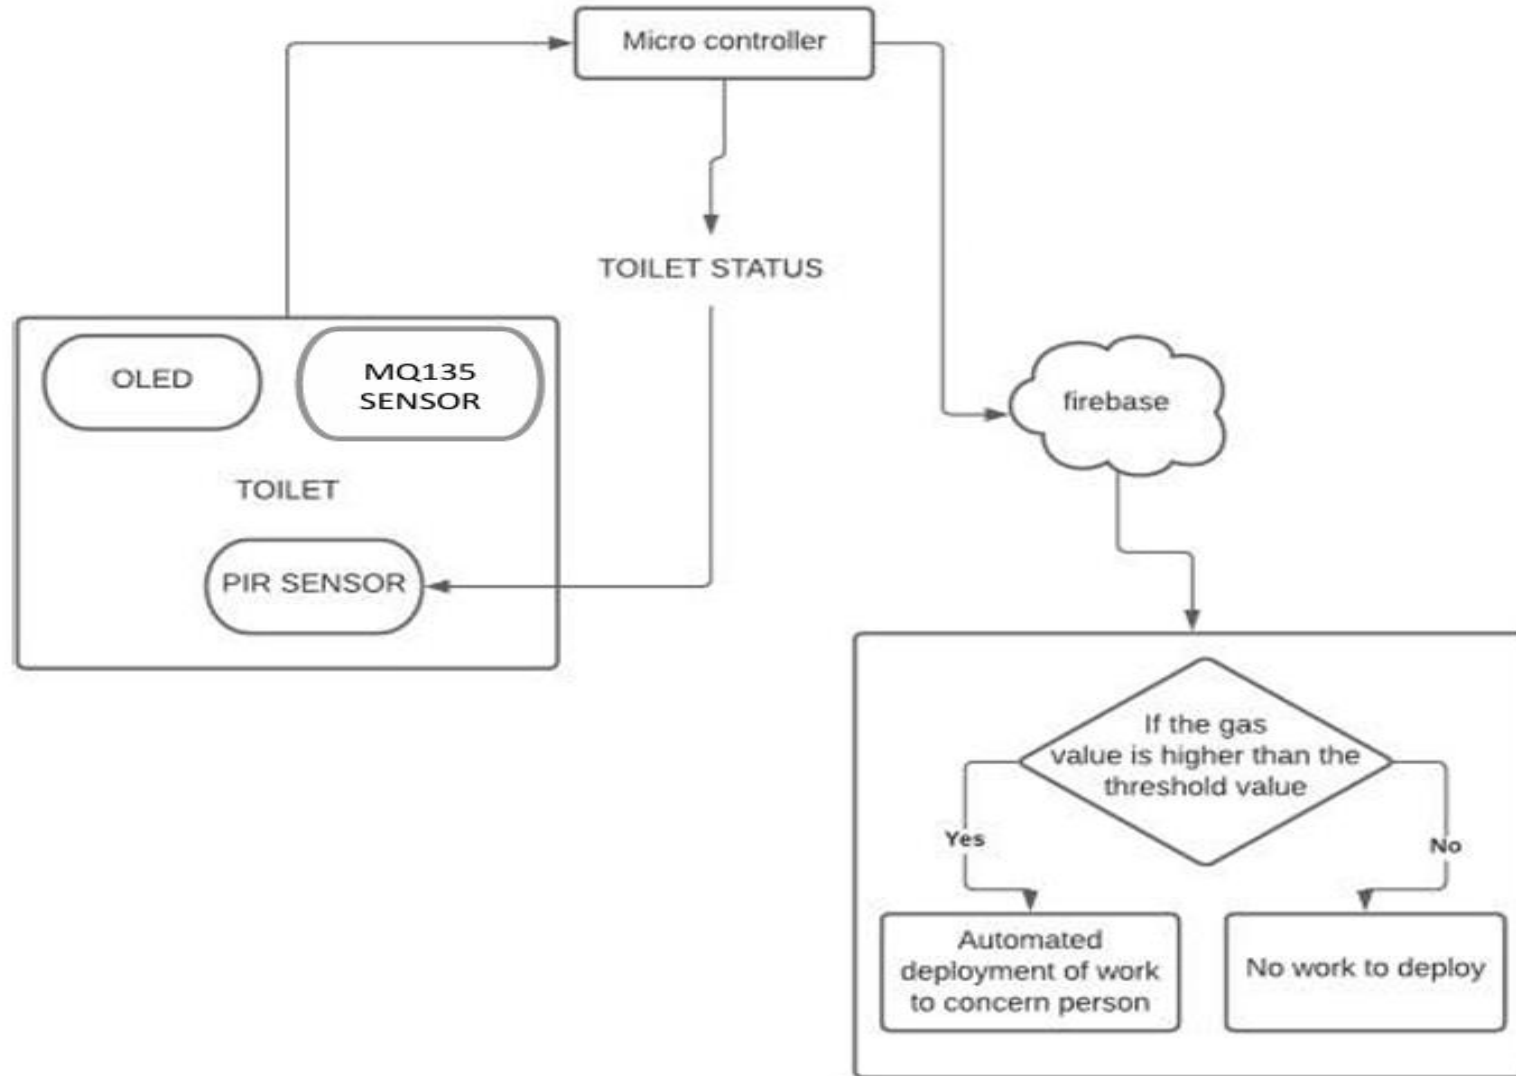 Micro controller
TOILET STATUS
OLED
MQ135
SENSOR
TOILET
PIR SENSOR
firebase
If the gas
value is higher than the
threshold value
Yes
No
Automated
deployment of work
to concern person
No work to deploy